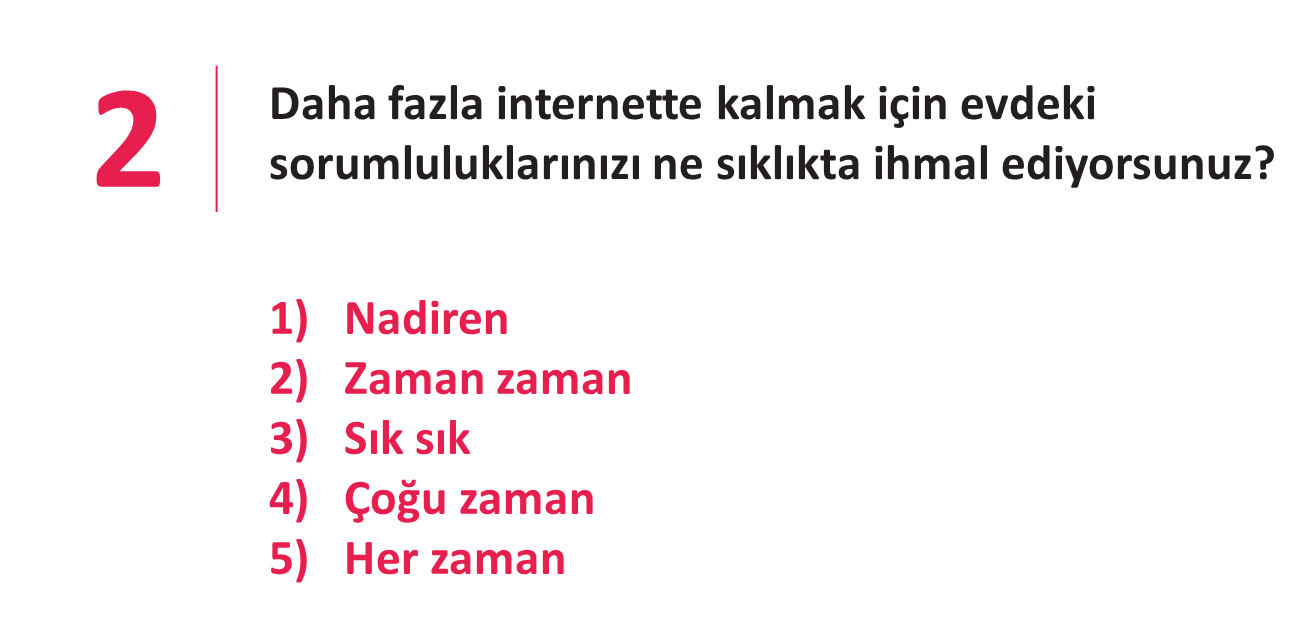 2
Daha fazla internette kalmak için evdeki
sorumluluklarınızı ne sıklıkta ihmal ediyorsunuz?
1) Nadiren
2) Zaman zaman
3) Sık sık
4) Çoğu zaman
5) Her zaman